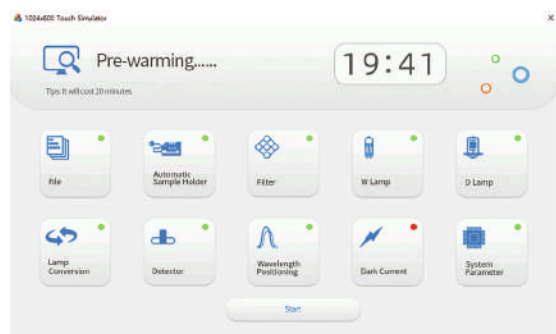 1024x600 Touch Simulator
Pre-warming......
19:41
Tips: It will cost 20 minutes
File
Automatic
Sample Holder
Filter
W Lamp
D Lamp
Lamp
Conversion
Detector
Wavelength
Positioning
Dark Current
System
Parameter
Start